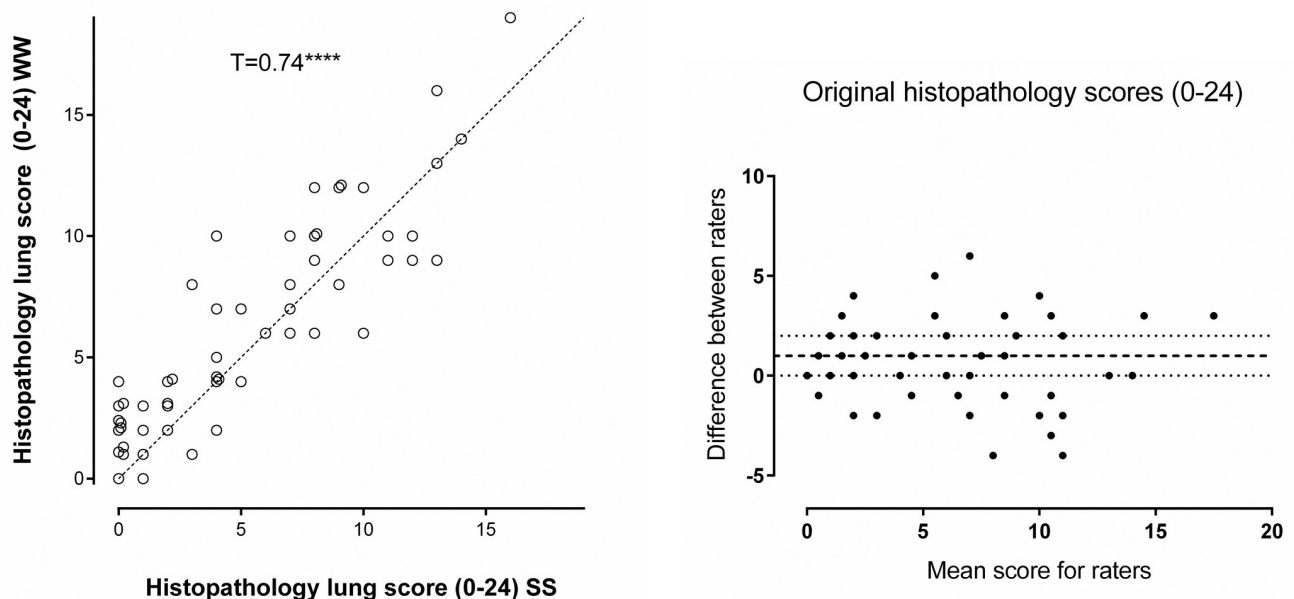 Histopathology lung score (0-24) WW
T=0.74****
15
10
5
0
0 5 10 15
Histopathology lung score (0-24) SS
Original histopathology scores (0-24)
Difference between raters
10
5
0
-5
0 5 10 15 20
Mean score for raters